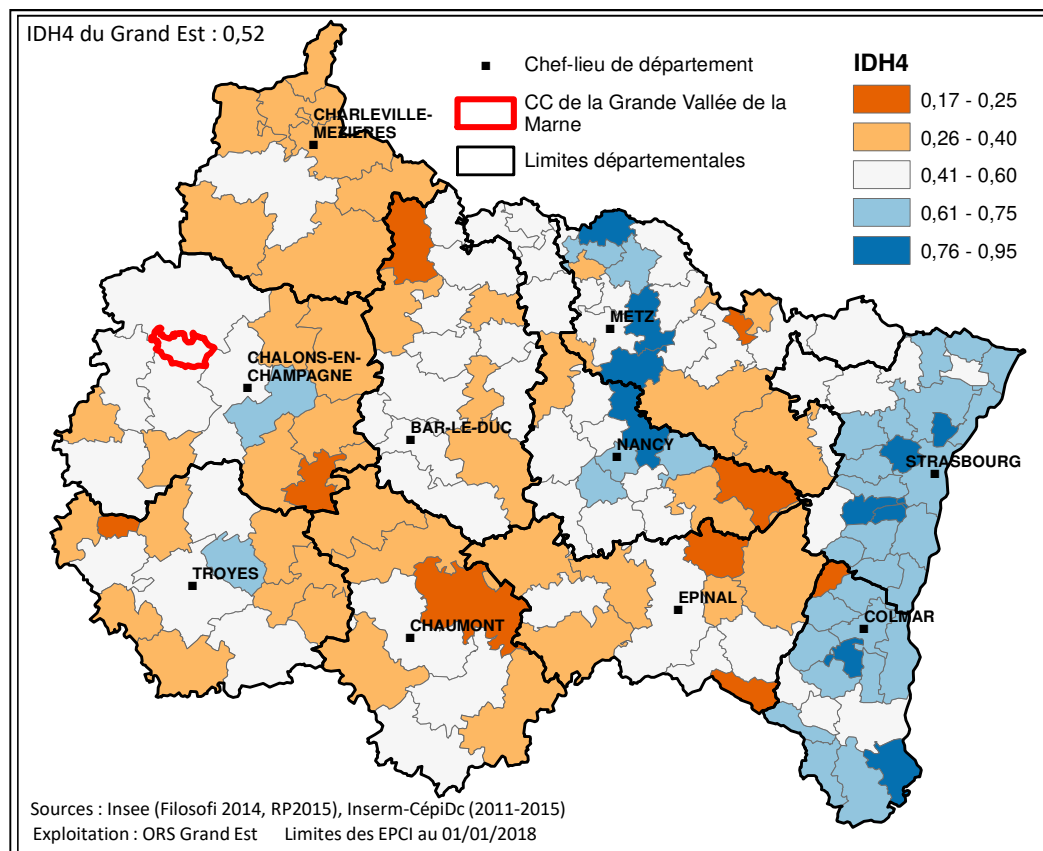 IDH4 du Grand Est : 0,52
Chef-lieu de département
CC de la Grande Vallée de la
Marne
Limites départementales
IDH4
0,17 - 0,25
0,26 - 0,40
0,41 - 0,60
0,61 - 0,75
0,76 - 0,95
CHARLEVILLE-
MEZIERES
METZ
CHALONS-EN-
CHAMPAGNE
BAR-LE-DUC
NANCY
STRASBOURG
TROYES
EPINAL
COLMAR
CHAUMONT
Sources : Insee (Filosofi 2014, RP2015), Inserm-CépiDc (2011-2015)
Exploitation : ORS Grand Est Limites des EPCI au 01/01/2018